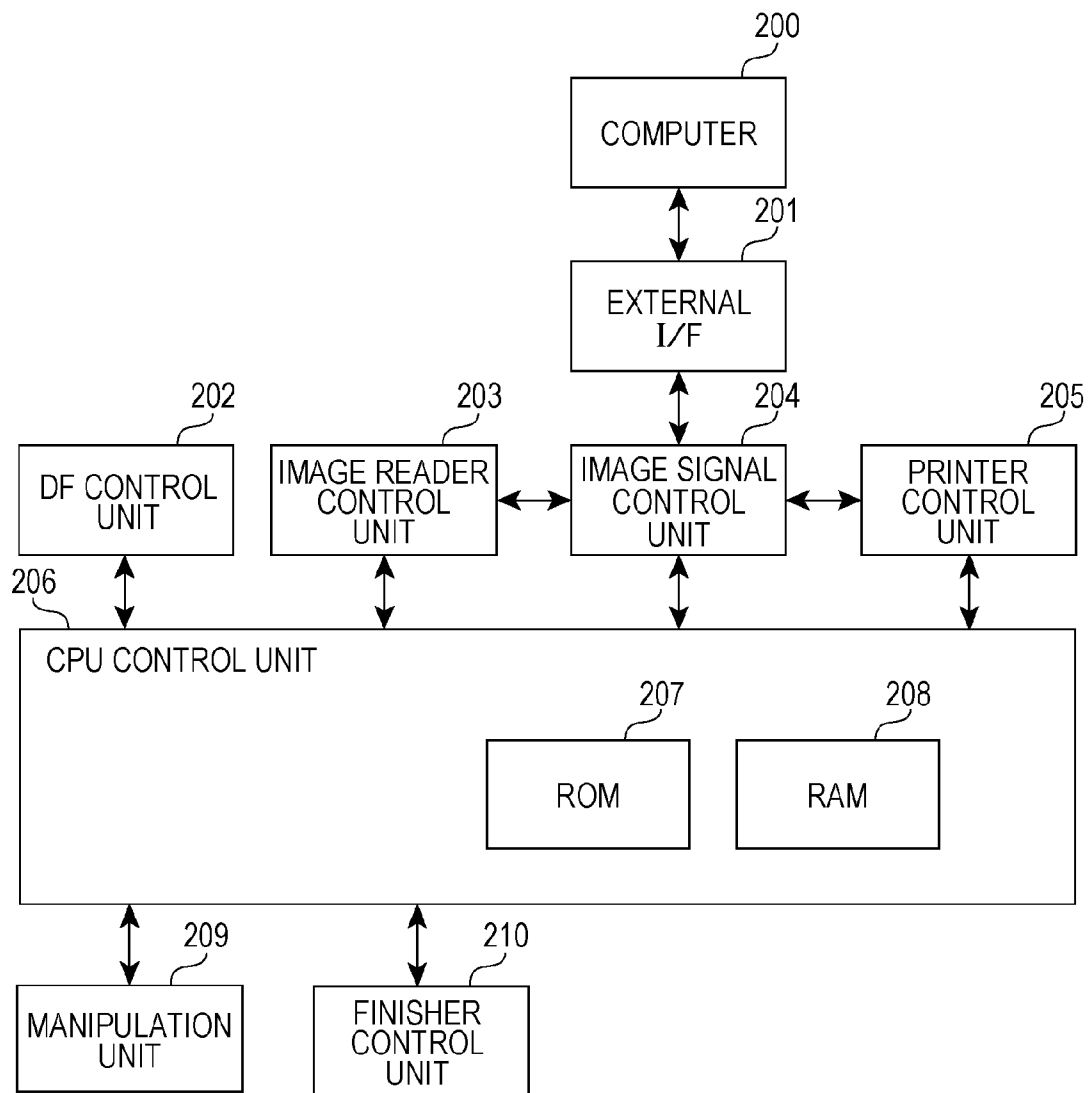 200
COMPUTER
201
EXTERNAL
I/F
202
203
204
205
DF CONTROL
UNIT
IMAGE READER
CONTROL
UNIT
IMAGE SIGNAL
CONTROL
UNIT
PRINTER
CONTROL
UNIT
206
CPU CONTROL UNIT
207
208
ROM
RAM
209
210
MANIPULATION
UNIT
FINISHER
CONTROL
UNIT